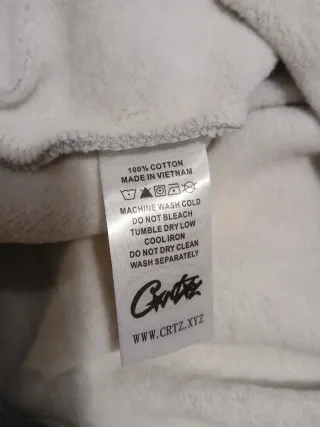 100% COTTON
MADE IN VIETNAM
MACHINE WASH COLD
DO NOT BLEACH
TUMBLE DRY LOW
COOL IRON
DO NOT DRY CLEAN
WASH SEPARATELY
Crtz
WWW.CRTZ.XYZ